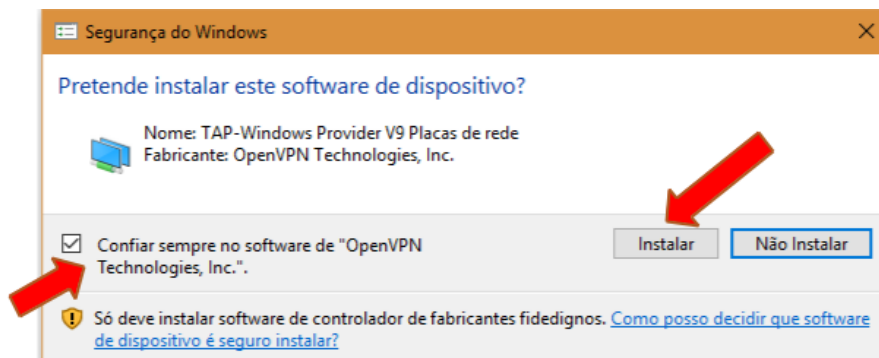 Segurança do Windows
Pretende instalar este software de dispositivo?
Nome: TAP-Windows Provider V9 Placas de rede
Fabricante: OpenVPN Technologies, Inc.
Confiar sempre no software de "OpenVPN
Technologies, Inc.".
Instalar
Não Instalar
Só deve instalar software de controlador de fabricantes fidedignos. Como posso decidir que software
de dispositivo é seguro instalar?